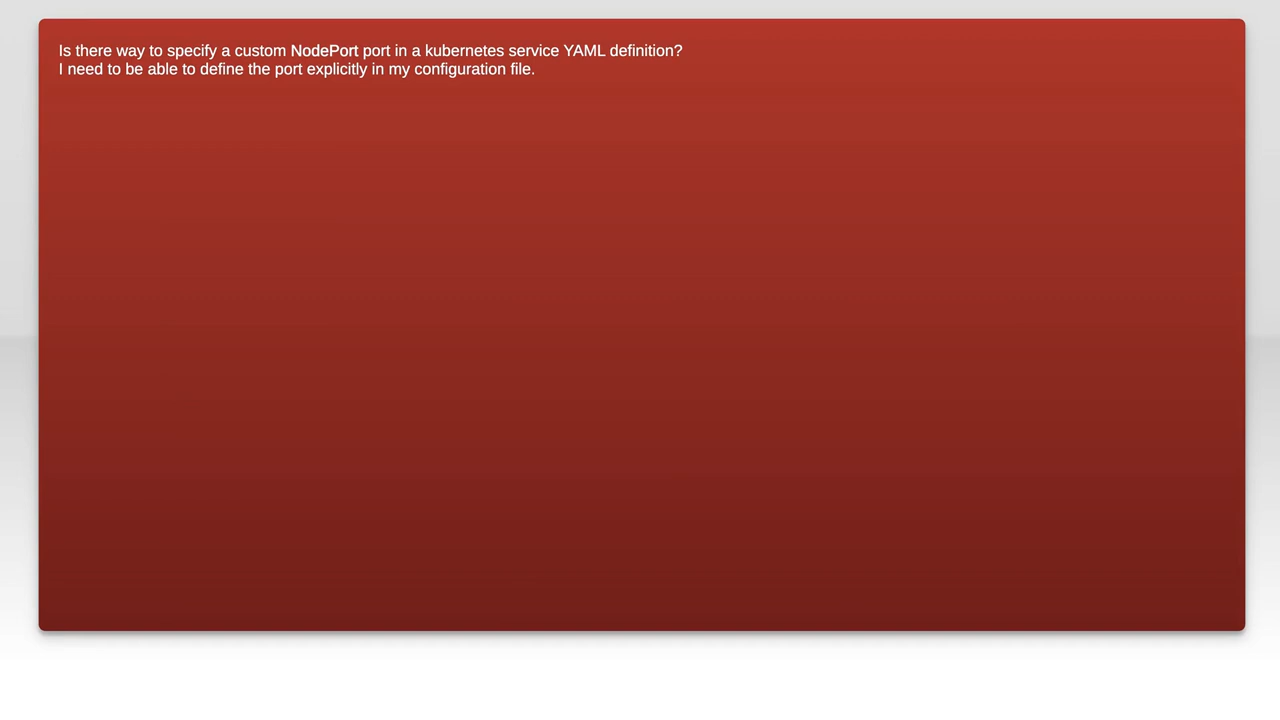 Is there way to specify a custom NodePort port in a kubernetes service YAML definition?
I need to be able to define the port explicitly in my configuration file.